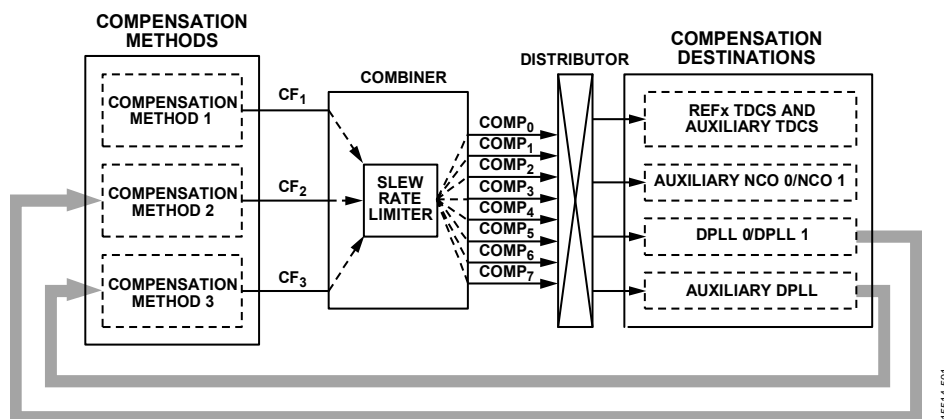 COMPENSATION
METHODS
COMPENSATION
METHOD 1
COMPENSATION
METHOD 2
COMPENSATION
METHOD 3
CF1
CF2
CF3
COMBINER
SLEW
RATE
LIMITER
COMP0
COMP1
COMP2
COMP3
COMP4
COMP5
COMP6
COMP7
DISTRIBUTOR
COMPENSATION
DESTINATIONS
REFx TDCS AND
AUXILIARY TDCS
AUXILIARY NCO 0/NCO 1
DPLL 0/DPLL 1
AUXILIARY DPLL